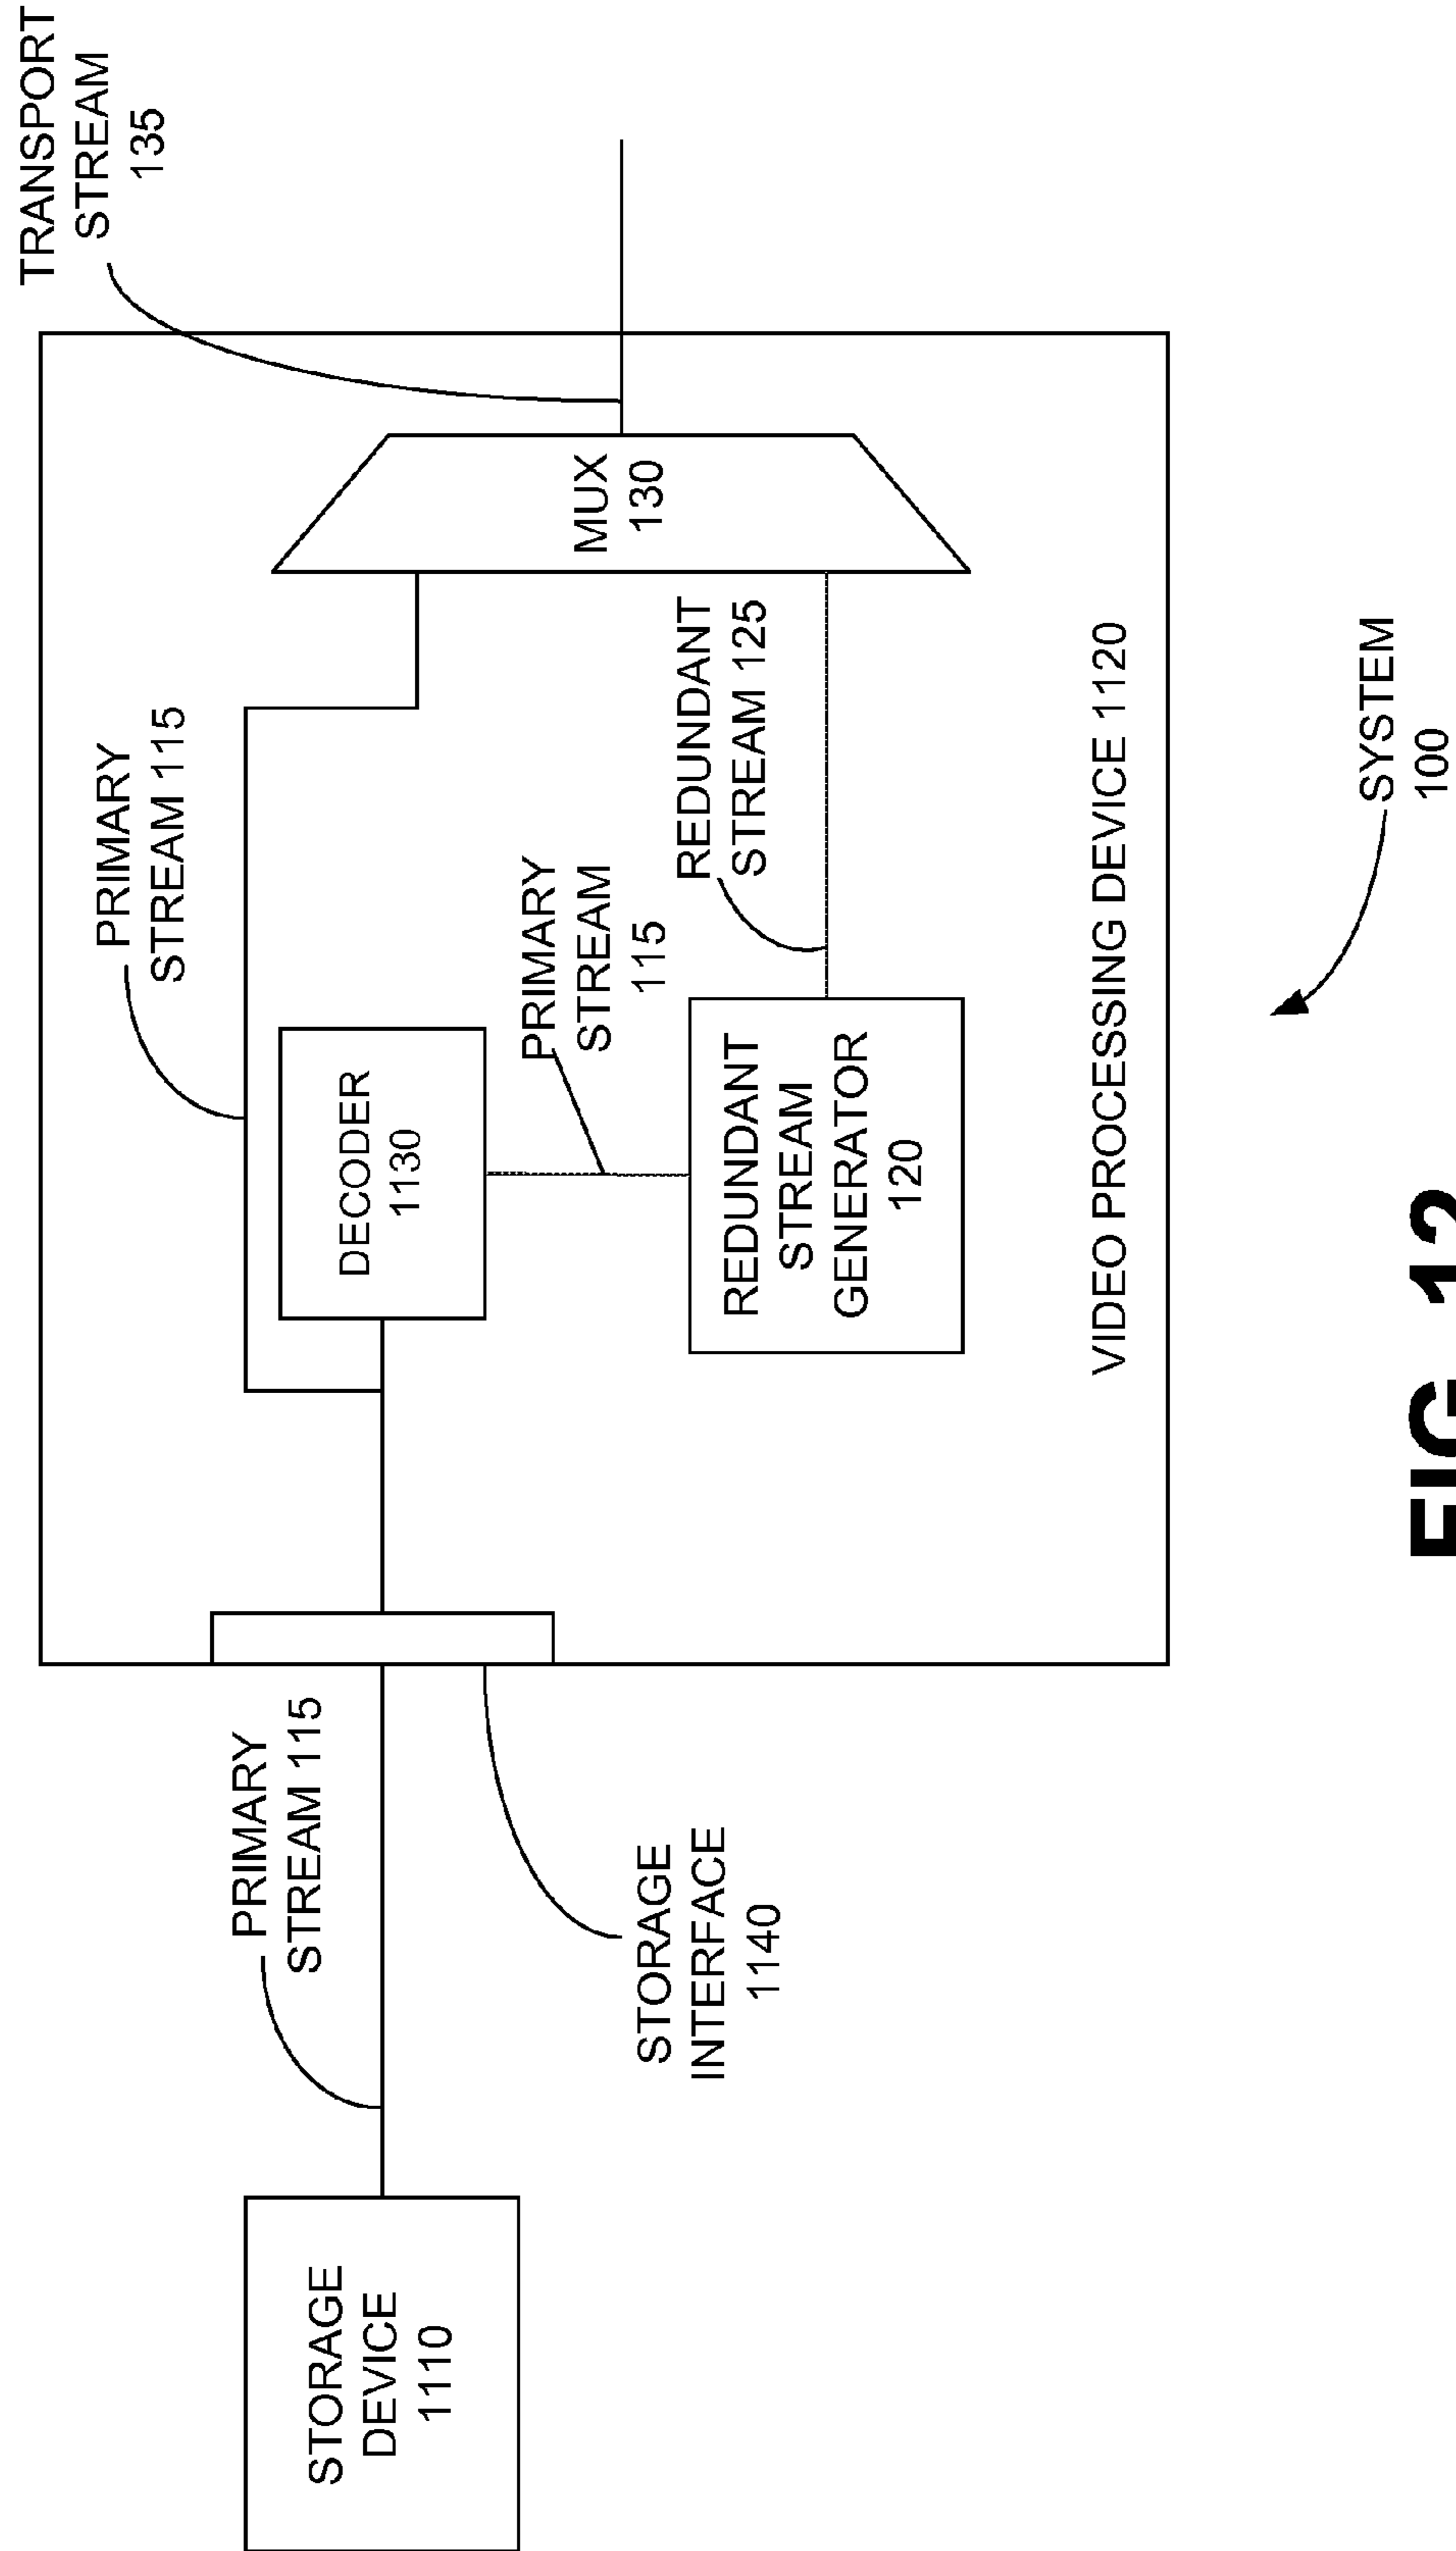 TRANSPORT
STREAM
135
PRIMARY
STREAM 115
PRIMARY
STREAM 115
DECODER
1130
PRIMARY
STREAM
115
MUX
130
REDUNDANT
STREAM 125
STORAGE
DEVICE
1110
STORAGE
INTERFACE
1140
REDUNDANT
STREAM
GENERATOR
120
VIDEO PROCESSING DEVICE 1120
SYSTEM
100
FIG. 12